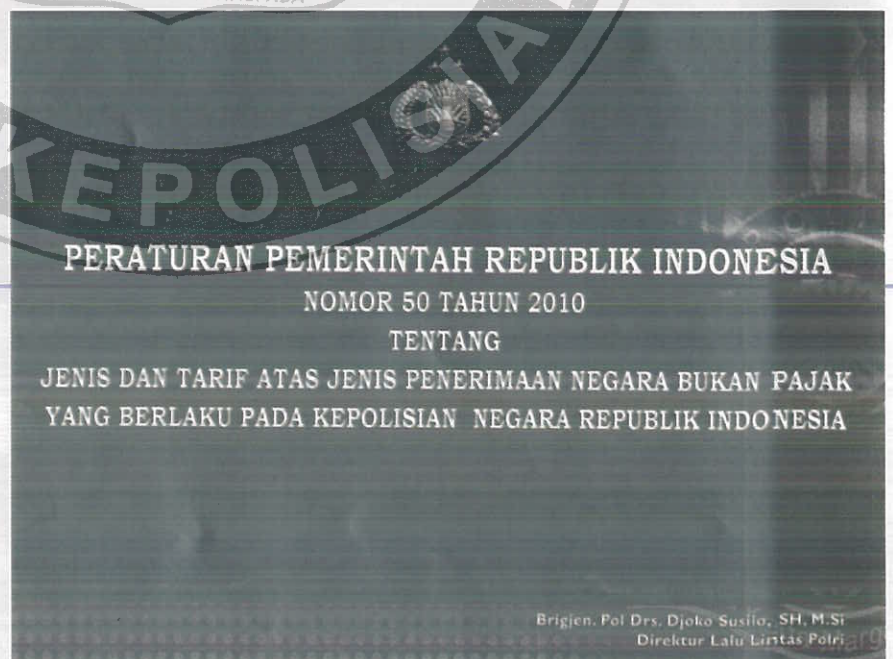 KEPOLISIA
PERATURAN PEMERINTAH REPUBLIK INDONESIA
NOMOR 50 TAHUN 2010
TENTANG
JENIS DAN TARIF ATAS JENIS PENERIMAAN NEGARA BUKAN PAJAK
YANG BERLAKU PADA KEPOLISIAN NEGARA REPUBLIK INDONESIA
Brigjen. Pol Drs. Djoko Susilo, SH, M.Si
Direktur Lalu Lintas Polri